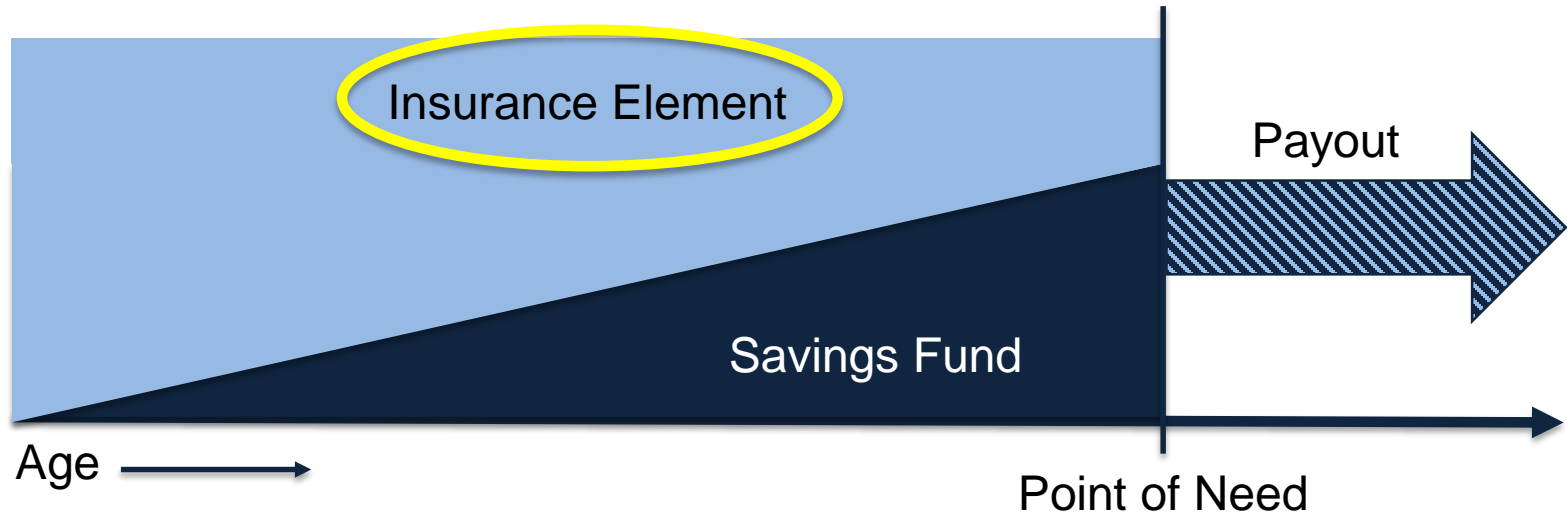 Insurance Element
Payout
Savings Fund
Age
Point of Need